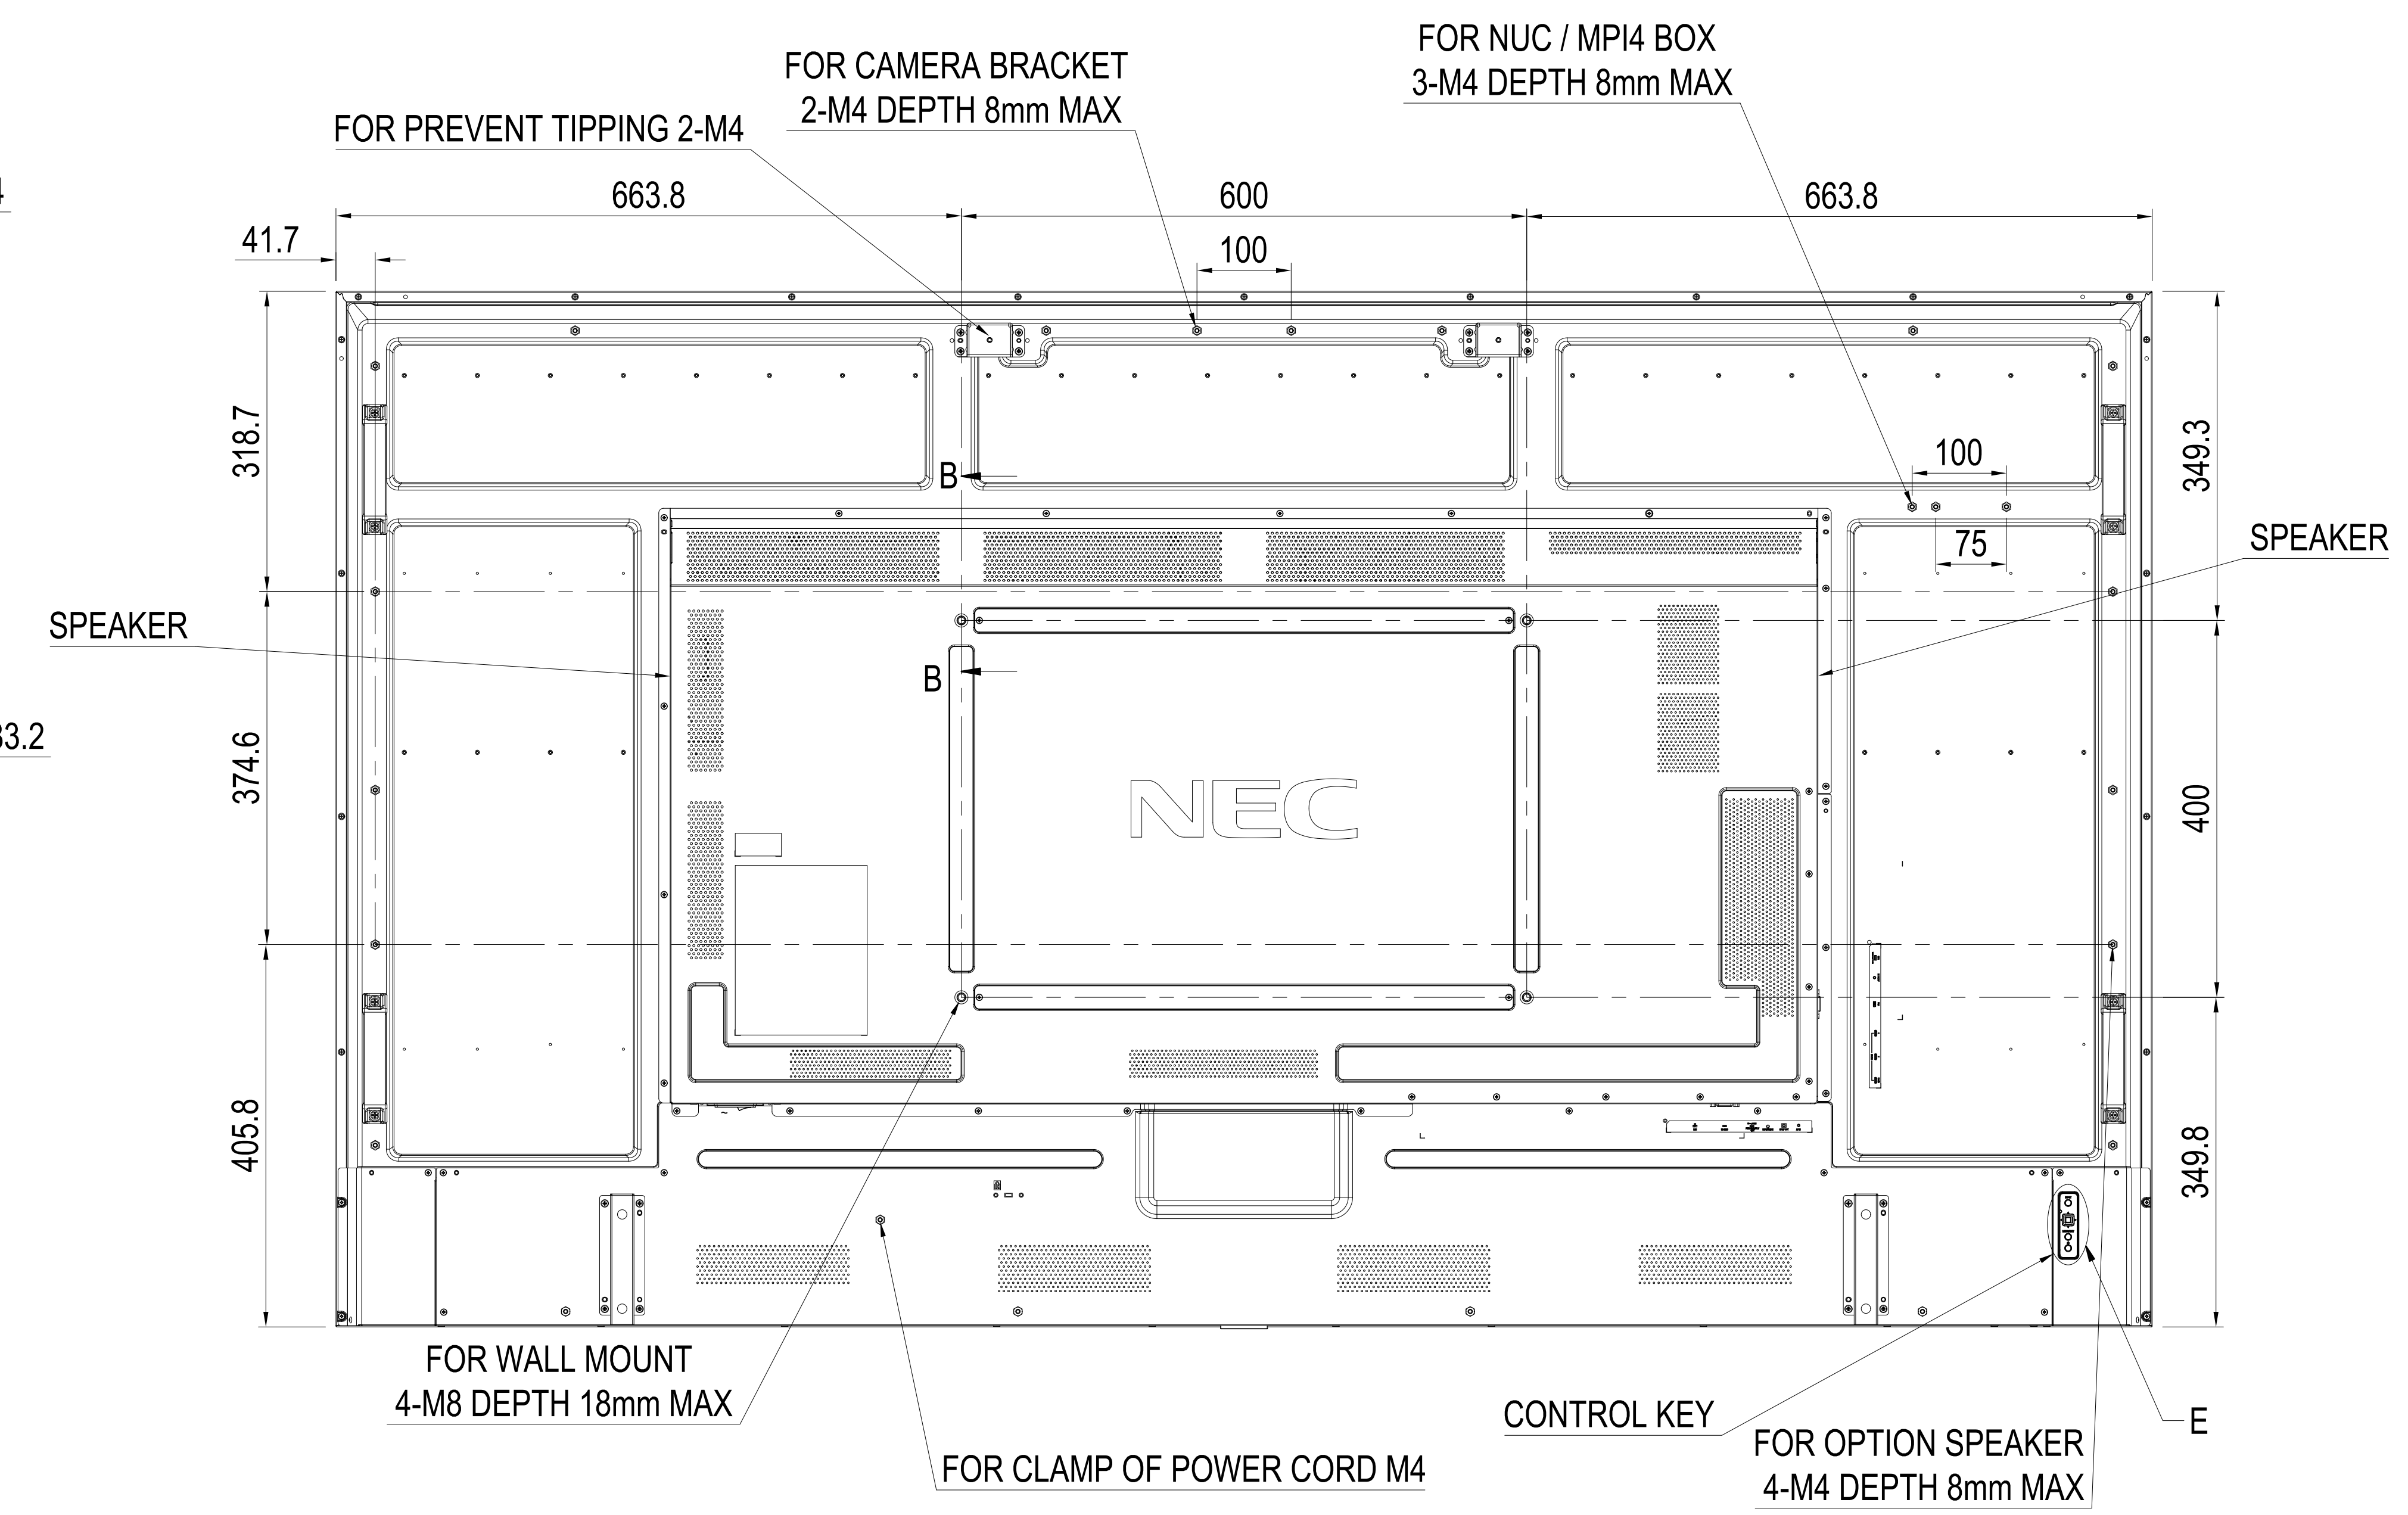 FOR NUC / MPI4 BOX
3-M4 DEPTH 8mm MAX
FOR CAMERA BRACKET
2-M4 DEPTH 8mm MAX
FOR PREVENT TIPPING 2-M4
4
663.8
600
663.8
41.7
100
318.7
349.3
B
100
75
SPEAKER
SPEAKER
B
33.2
374.6
400
NEC
405.8
349.8
FOR WALL MOUNT
4-M8 DEPTH 18mm MAX
CONTROL KEY
E
FOR OPTION SPEAKER
4-M4 DEPTH 8mm MAX
FOR CLAMP OF POWER CORD M4